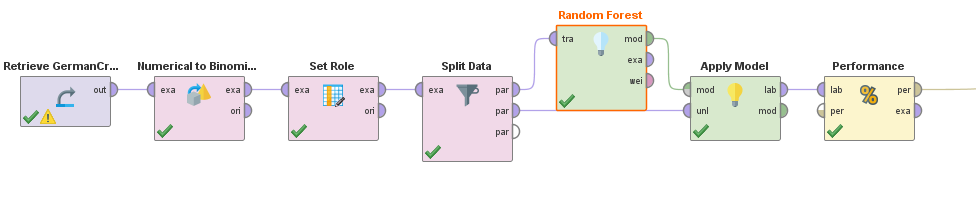 Random Forest
tra mod
exa
wei
Retrieve GermanCr...
out
Numerical to Binomi...
exa exa
ori
Set Role
exa exa
ori
Split Data
exa par
par
par
Apply Model
mod lab
unl mod
Performance
lab per
per exa
%